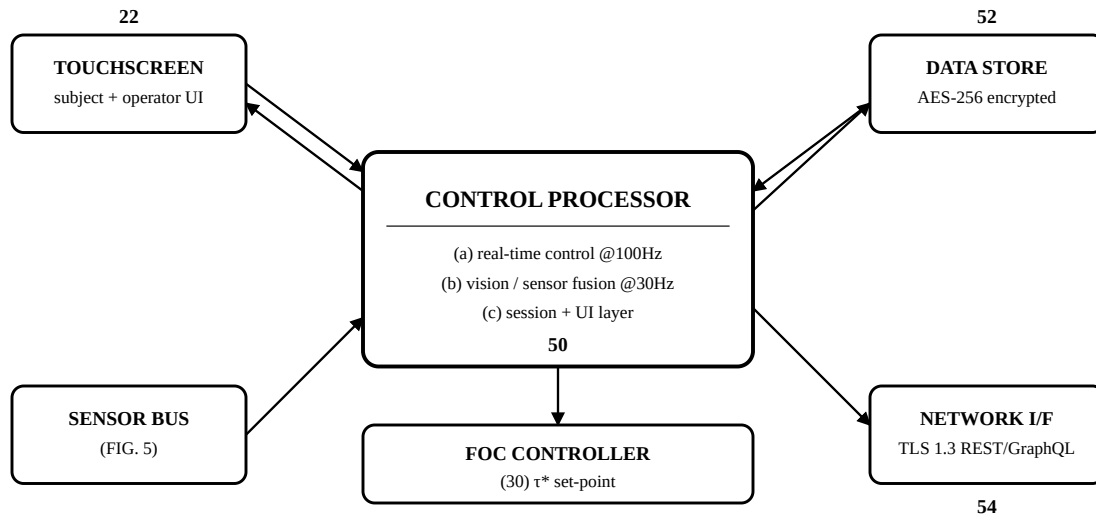 22
TOUCHSCREEN
subject + operator UI
52
DATA STORE
AES-256 encrypted
CONTROL PROCESSOR
(a) real-time control @100Hz
(b) vision / sensor fusion @30Hz
(c) session + UI layer
50
SENSOR BUS
(FIG. 5)
FOC CONTROLLER
(30) τ* set-point
NETWORK I/F
TLS 1.3 REST/GraphQL
54